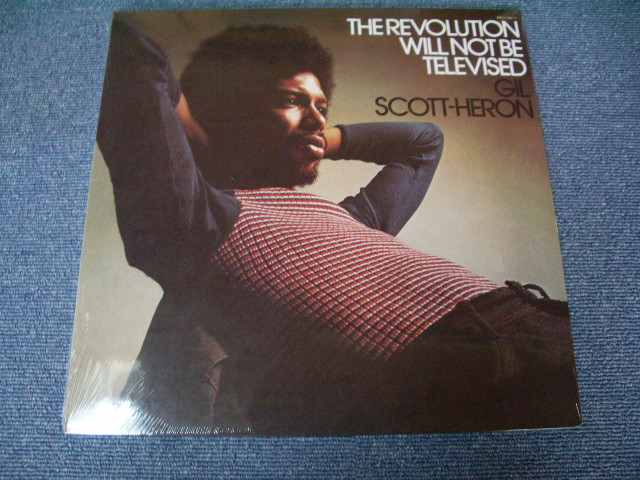 THE REVOLUTION
WILL NOT BE
TELEVISED
GIL
SCOTT-HERON